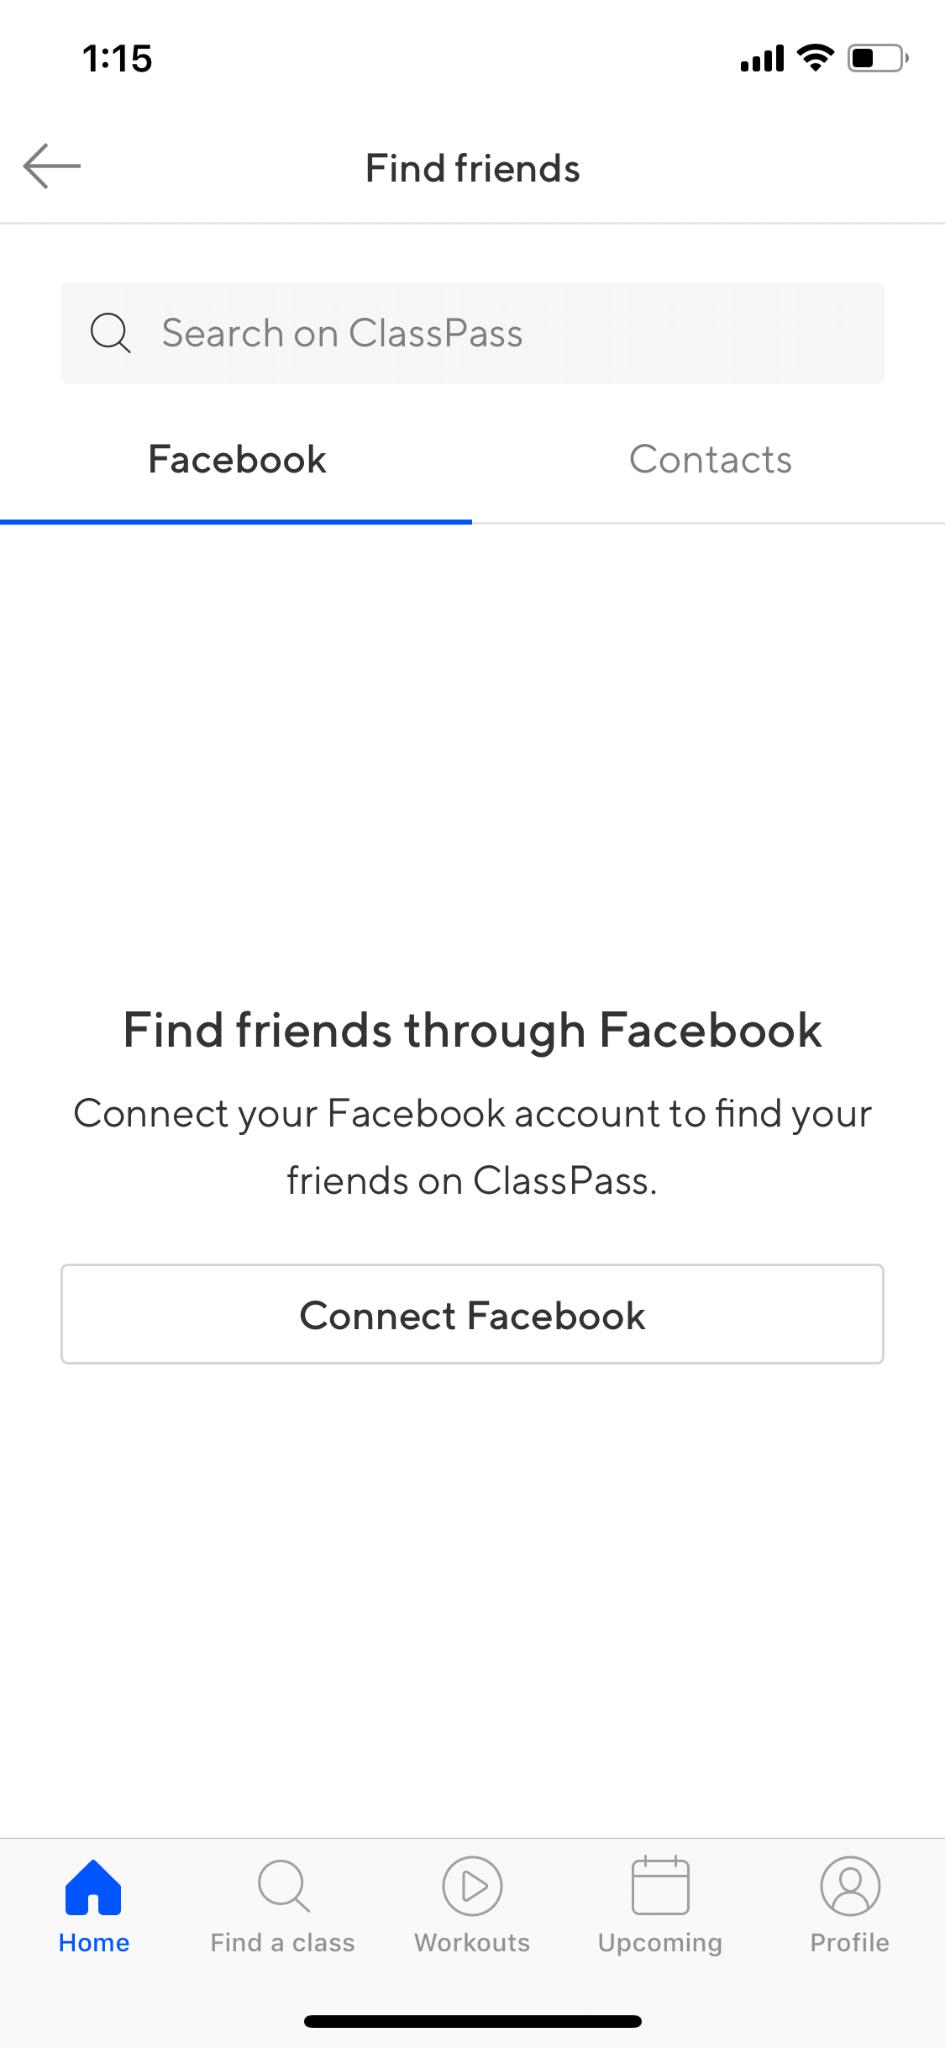 1:15
Find friends
Search on ClassPass
Facebook
Contacts
Find friends through Facebook
Connect your Facebook account to find your
friends on ClassPass.
Connect Facebook
Home
Find a class
Workouts
Upcoming
Profile